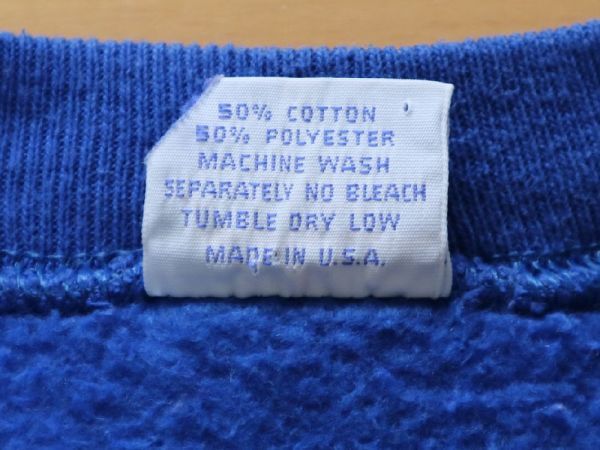 50% COTTON
50% POLYESTER
MACHINE WASH
SEPARATELY NO BLEACH
TUMBLE DRY LOW
MADE IN U.S.A.